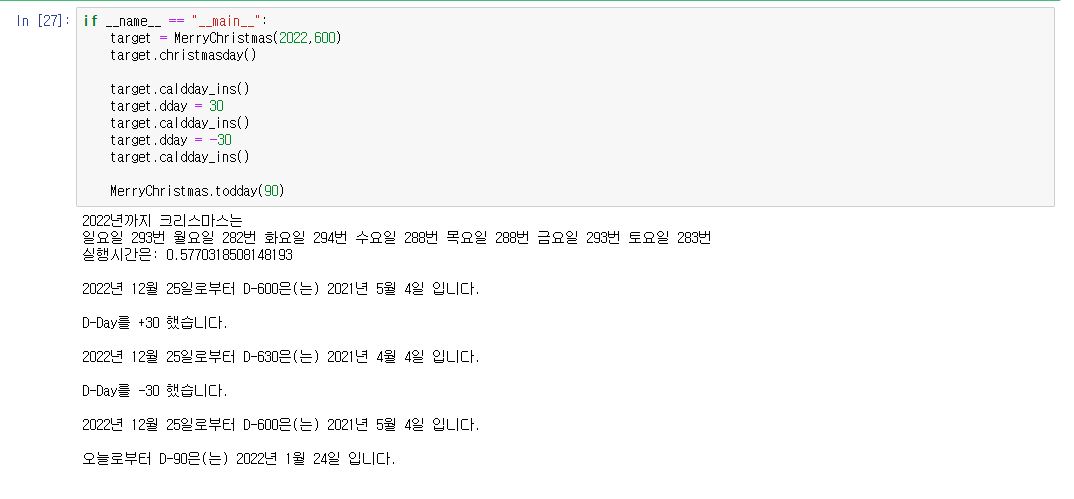 In [27]:
if __name__ == "__main__":
    target = MerryChristmas(2022,600)
    target.christmasday()
    target.caldday_ins()
    target.dday = 30
    target.caldday_ins()
    target.dday = -30
    target.caldday_ins()
    MerryChristmas.todday(90)
2022년까지 크리스마스는
일요일 293번 월요일 282번 화요일 294번 수요일 288번 목요일 288번 금요일 293번 토요일 283번
실행시간은: 0.5770318508148193
2022년 12월 25일로부터 D-600은(는) 2021년 5월 4일 입니다.
D-Day를 +30 했습니다.
2022년 12월 25일로부터 D-630은(는) 2021년 4월 4일 입니다.
D-Day를 -30 했습니다.
2022년 12월 25일로부터 D-600은(는) 2021년 5월 4일 입니다.
오늘로부터 D-90은(는) 2022년 1월 24일 입니다.